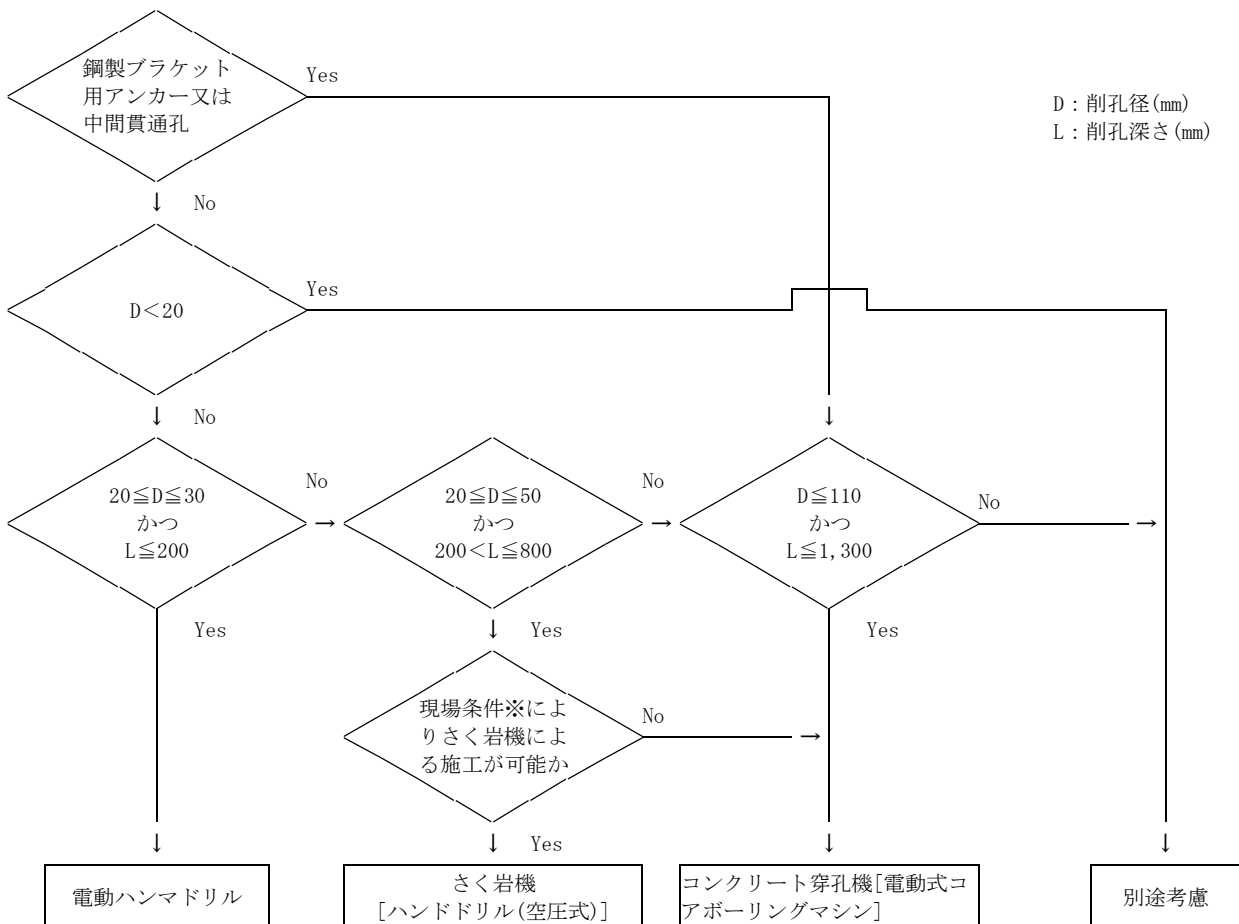 鋼製ブラケット
用アンカー又は
中間貫通孔
Yes
D：削孔径(mm)
L：削孔深さ(mm)
↓ No
D＜20
Yes
↓ No
↓
20≦D≦30
かつ
L≦200
No
→
20≦D≦50
かつ
200＜L≦800
No
→
D≦110
かつ
L≦1,300
No
→
Yes
↓ Yes
Yes
現場条件※によ
りさく岩機によ
る施工が可能か
No
→
↓
↓ Yes
↓
↓
電動ハンマドリル
さく岩機
[ハンドドリル(空圧式)]
コンクリート穿孔機[電動式コ
アボーリングマシン]
別途考慮